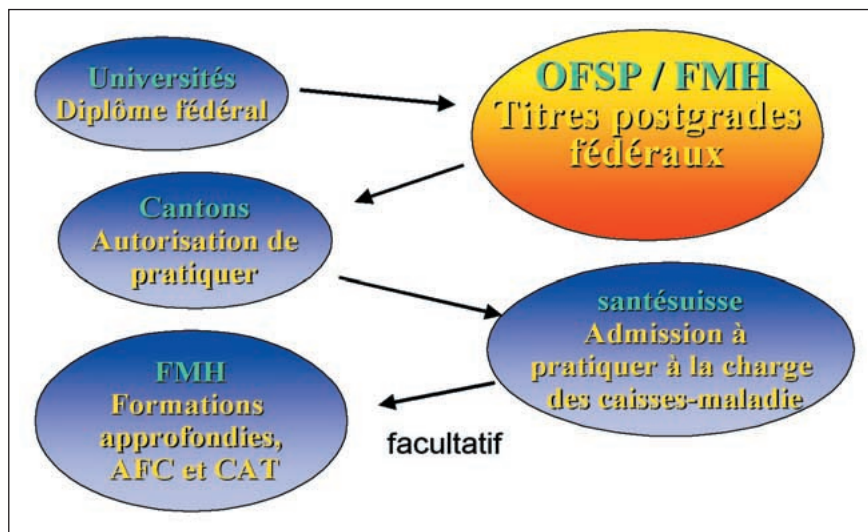 Universités
Diplôme fédéral
OFSP / FMH
Titres postgrades
fédéraux
Cantons
Autorisation de
pratiquer
santésuisse
Admission à
pratiquer à la charge
des caisses-maladie
FMH
Formations
approfondies,
AFC et CAT
facultatif